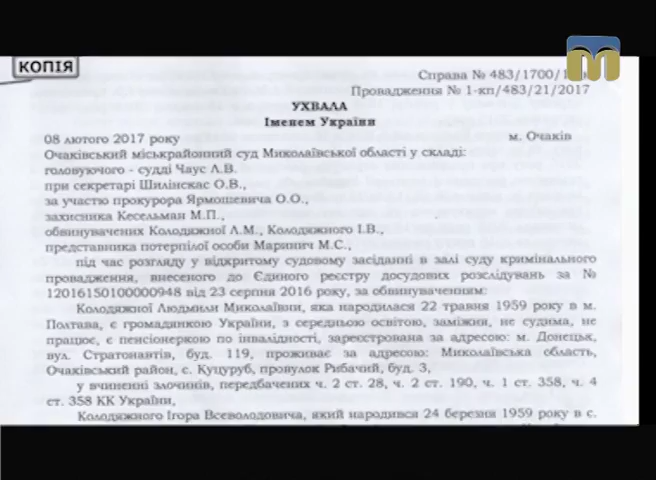 КОПІЯ
Справа № 483/1700/
Провадження № 1-кп/483/21/2017
УХВАЛА
Іменем України
08 лютого 2017 року м. Очаків
Очаківський міськрайонний суд Миколаївської області у складі:
головуючого - судді Чаус Л.В.
при секретарі Шилінскас О.В.,
за участю прокурора Ярмошевича О.О.,
захисника Кесельман М.П.,
обвинувачених Колодяжної Л.М., Колодяжного І.В.,
представника потерпілої особи Маринич М.С.,
під час розгляду у відкритому судовому засіданні в залі суду кримінального
провадження, внесеного до Єдиного реєстру досудових розслідувань за №
12016150100000948 від 23 серпня 2016 року, за обвинуваченням:
Колодяжної Людмили Миколаївни, яка народилася 22 травня 1959 року в м.
Полтава, є громадянкою України, з середньою освітою, заміжня, не судима, не
працює, є пенсіонеркою по інвалідності, зареєстрована за адресою: м. Донецьк,
вул. Стратонавтів, буд. 119, проживає за адресою: Миколаївська область,
Очаківський район, с. Куцуруб, провулок Рибачий, буд. 3,
у вчиненні злочинів, передбачених ч. 2 ст. 28, ч. 2 ст. 190, ч. 1 ст. 358, ч. 4
ст. 358 КК України,
Колодяжного Ігора Всеволодовича, який народився 24 березня 1959 року в с.